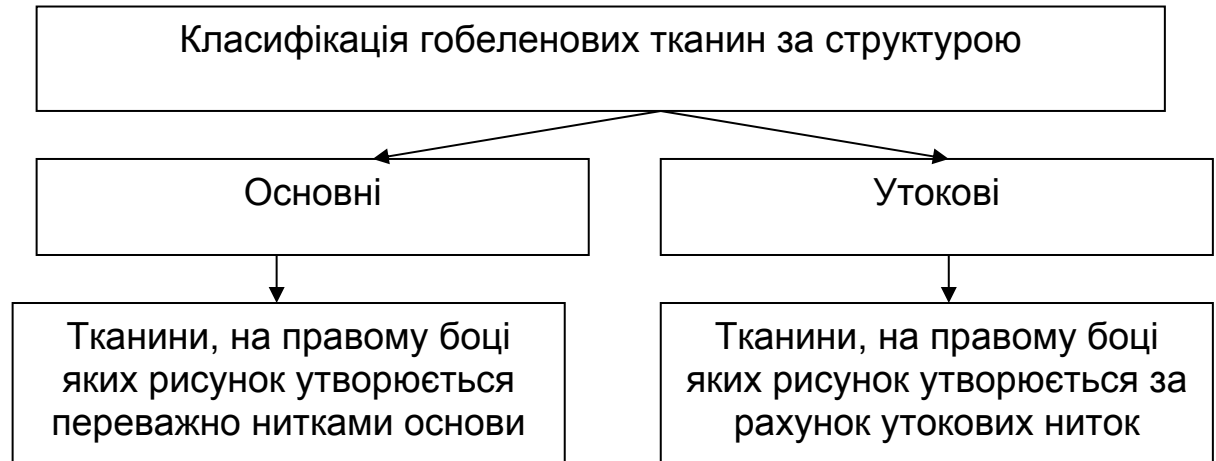 Класифікація гобеленових тканин за структурою
Основні
Утокові
Тканини, на правому боці
яких рисунок утворюється
переважно нитками основи
Тканини, на правому боці
яких рисунок утворюється за
рахунок утокових ниток